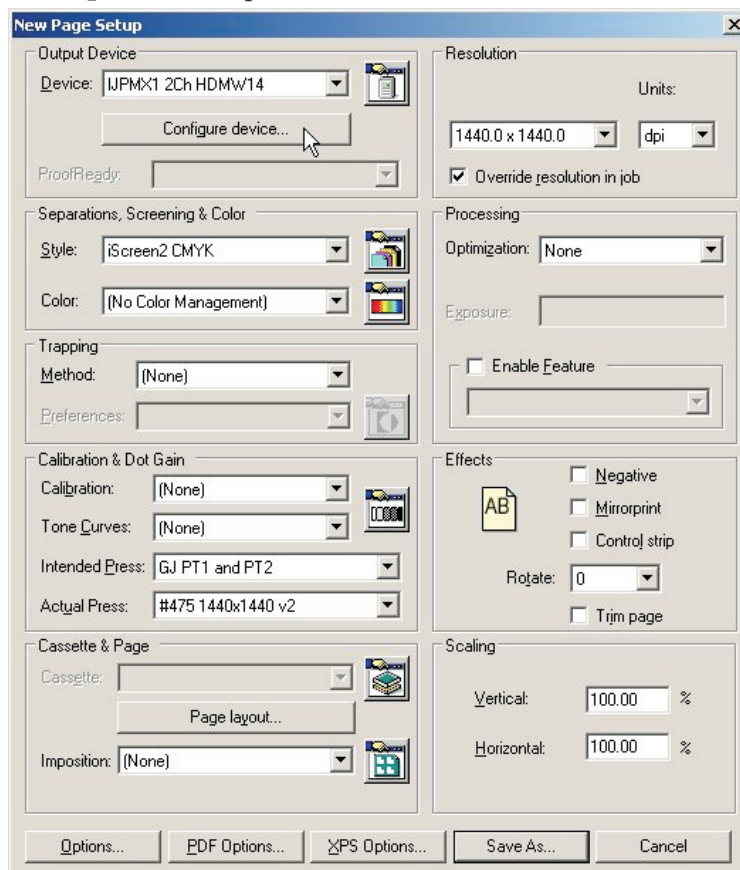 New Page Setup
Output Device
Device: IJPMX1 2Ch HDMW14
Configure device...
ProofReady:
Resolution
Units:
1440.0 x 1440.0 dpi
Override resolution in job
Separations, Screening & Color
Style: iScreen2 CMYK
Color: (No Color Management)
Processing
Optimization: None
Exposure:
Enable Feature
Trapping
Method: (None)
Preferences:
Calibration & Dot Gain
Calibration: (None)
Tone Curves: (None)
Intended Press: GJ PT1 and PT2
Actual Press: #475 1440x1440 v2
Effects
AB
Negative
Mirrorprint
Control strip
Rotate: 0
Trim page
Cassette & Page
Cassette:
Page layout...
Imposition: (None)
Scaling
Vertical: 100.00 %
Horizontal: 100.00 %
Options... PDF Options... XPS Options... Save As... Cancel